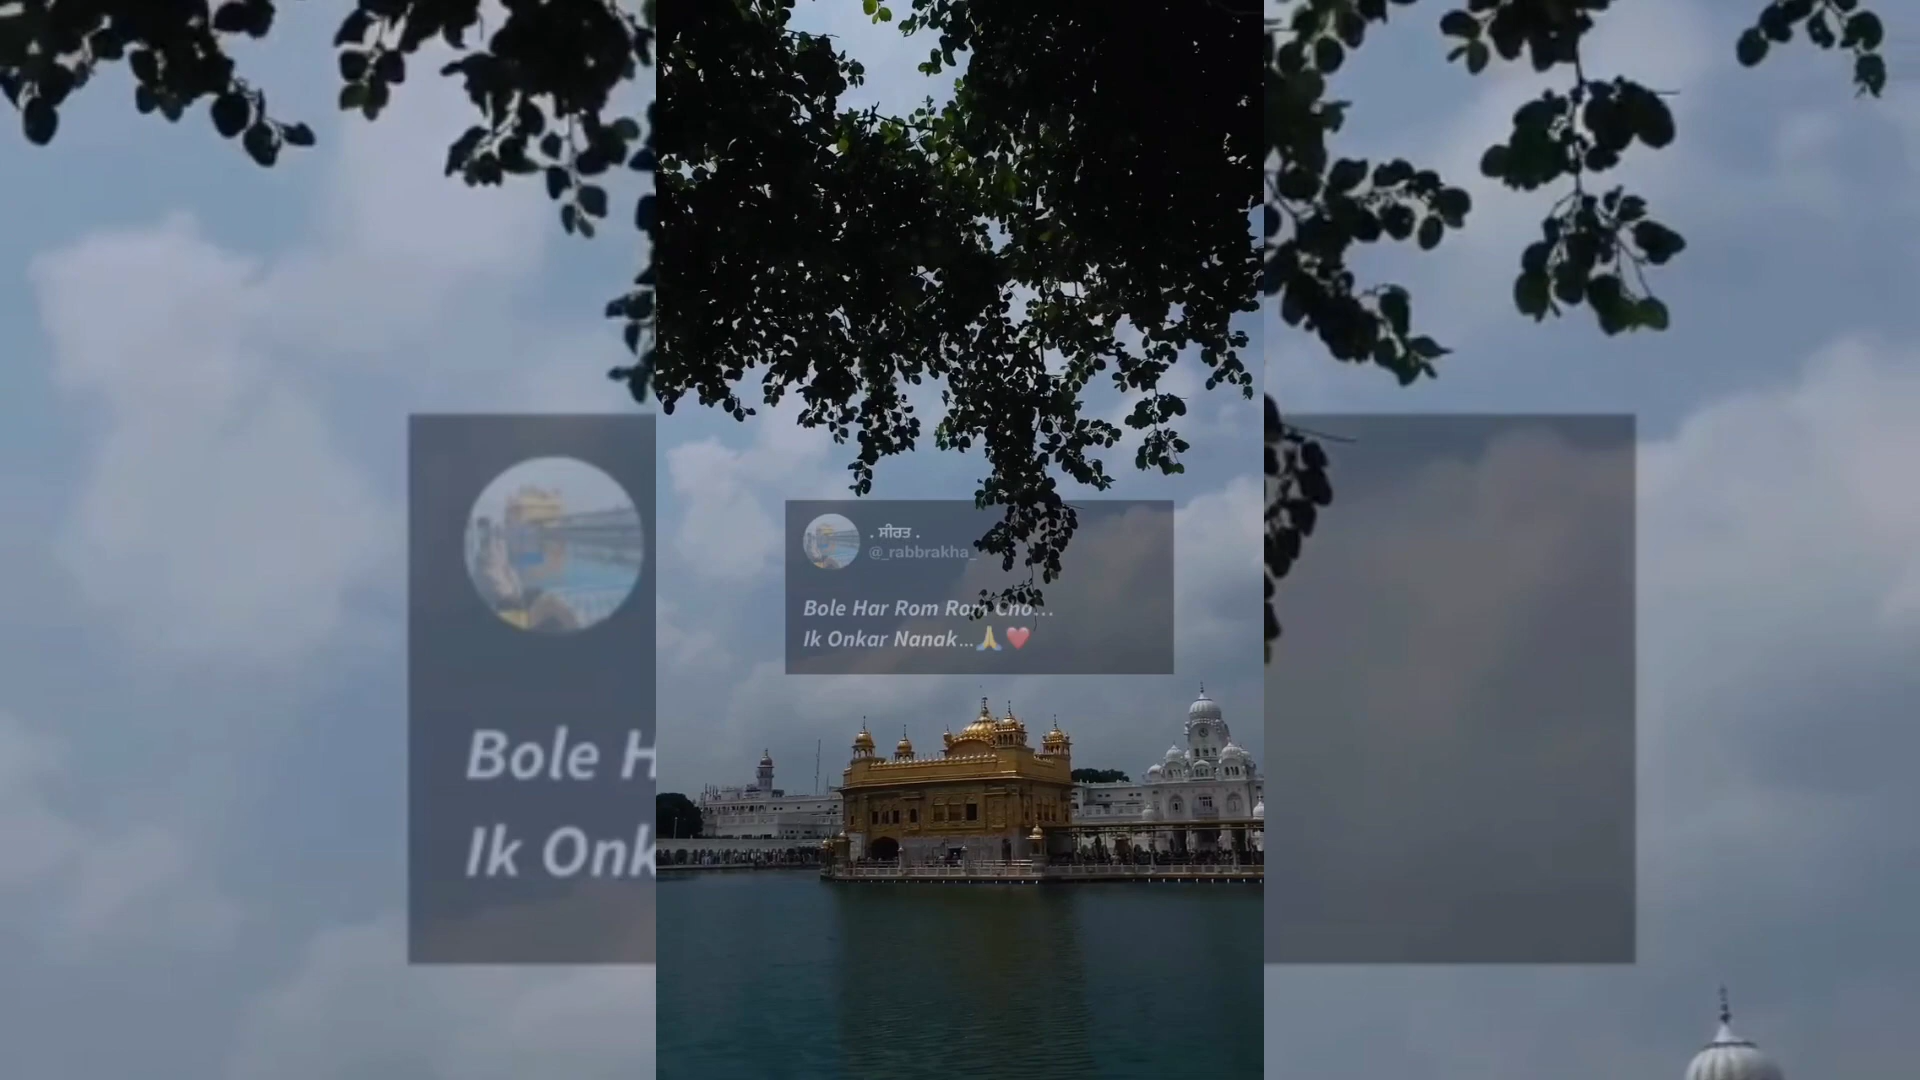 . ਸੀਰਤ .
@_rabbrakha_
Bole Har Rom Rom Cho...
Ik Onkar Nanak...🙏❤️
Bole H
Ik Onk